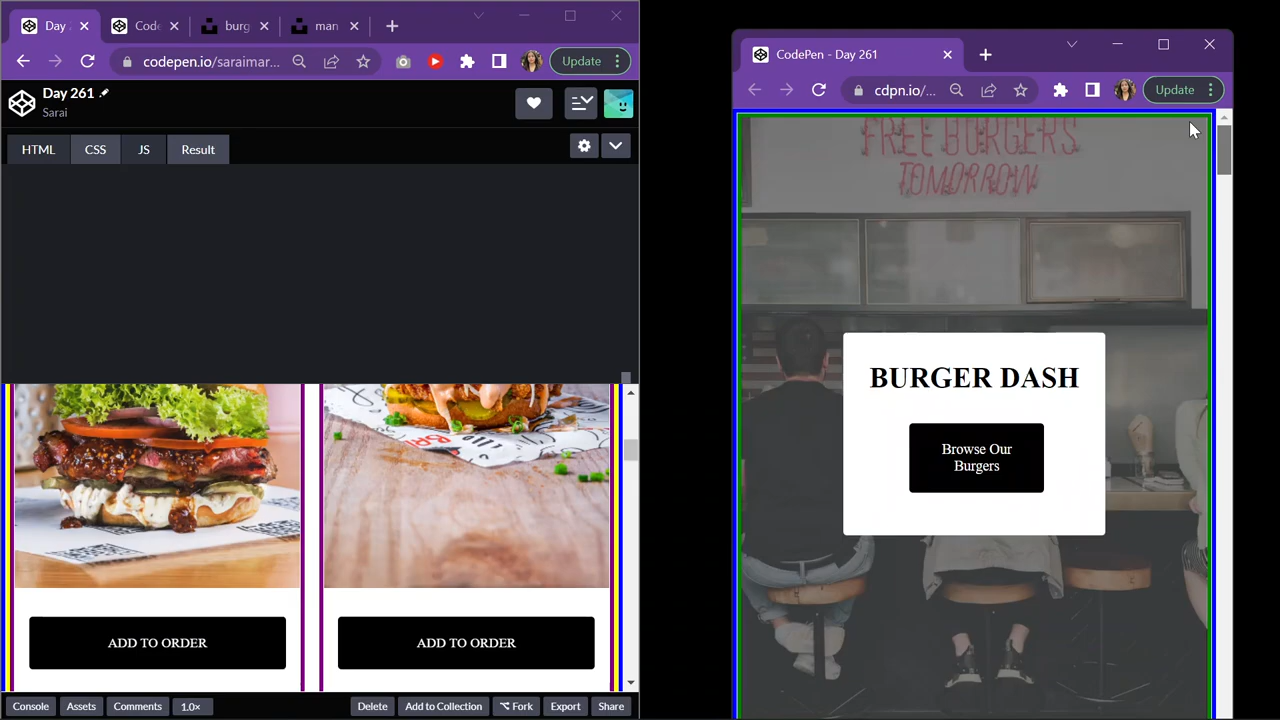 Day
Code
burg
man
codepen.io/saraimar...
Update
Day 261
Sarai
HTML
CSS
JS
Result
ADD TO ORDER
ADD TO ORDER
Console
Assets
Comments
1.0×
Delete
Add to Collection
Fork
Export
Share
CodePen - Day 261
cdpn.io/...
Update
FREE BURGERS
TOMORROW
BURGER DASH
Browse Our
Burgers